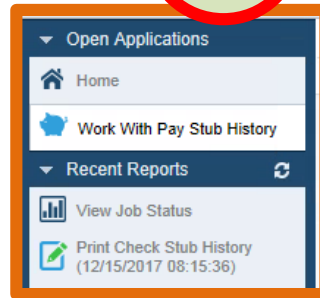 Open Applications
Home
Work With Pay Stub History
Recent Reports
View Job Status
Print Check Stub History
(12/15/2017 08:15:36)